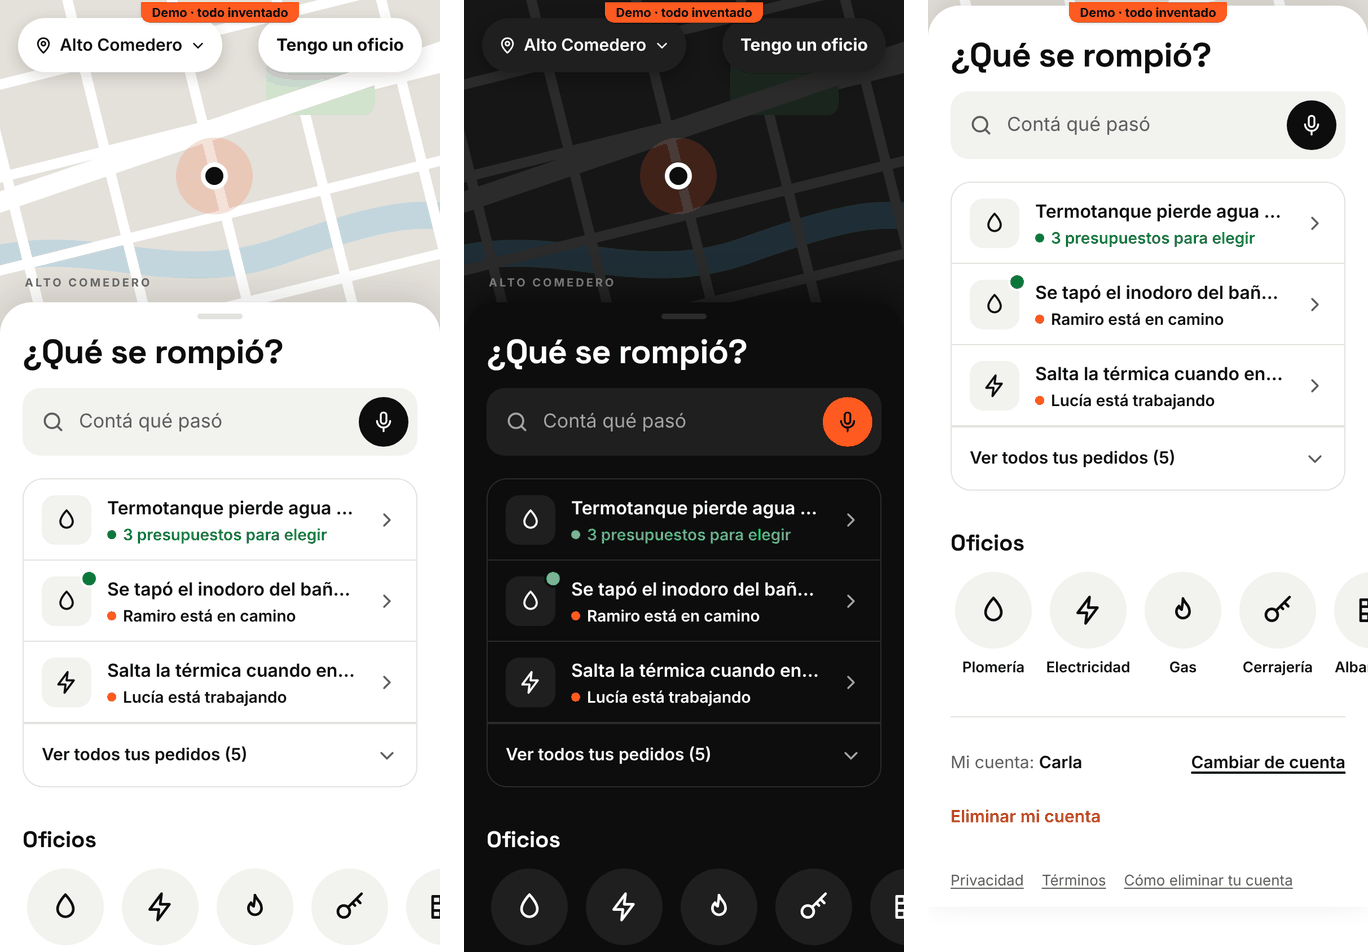 Demo · todo inventado
Alto Comedero
Tengo un oficio
ALTO COMEDERO
¿Qué se rompió?
Contá qué pasó
Termotanque pierde agua ...
3 presupuestos para elegir
Se tapó el inodoro del bañ...
Ramiro está en camino
Salta la térmica cuando en...
Lucía está trabajando
Ver todos tus pedidos (5)
Oficios
Demo · todo inventado
Alto Comedero
Tengo un oficio
ALTO COMEDERO
¿Qué se rompió?
Contá qué pasó
Termotanque pierde agua ...
3 presupuestos para elegir
Se tapó el inodoro del bañ...
Ramiro está en camino
Salta la térmica cuando en...
Lucía está trabajando
Ver todos tus pedidos (5)
Oficios
Demo · todo inventado
¿Qué se rompió?
Contá qué pasó
Termotanque pierde agua ...
3 presupuestos para elegir
Se tapó el inodoro del bañ...
Ramiro está en camino
Salta la térmica cuando en...
Lucía está trabajando
Ver todos tus pedidos (5)
Oficios
Plomería
Electricidad
Gas
Cerrajería
Alba
Mi cuenta: Carla
Cambiar de cuenta
Eliminar mi cuenta
Privacidad
Términos
Cómo eliminar tu cuenta